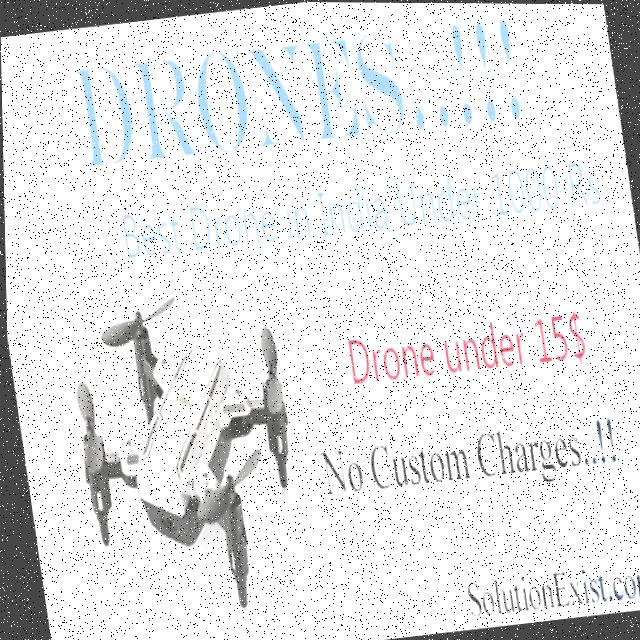 DRONES..!!!
Best Drone in India Under 1000 Rs
Drone under 15$
No Custom Charges..!!
SolutionExist.co